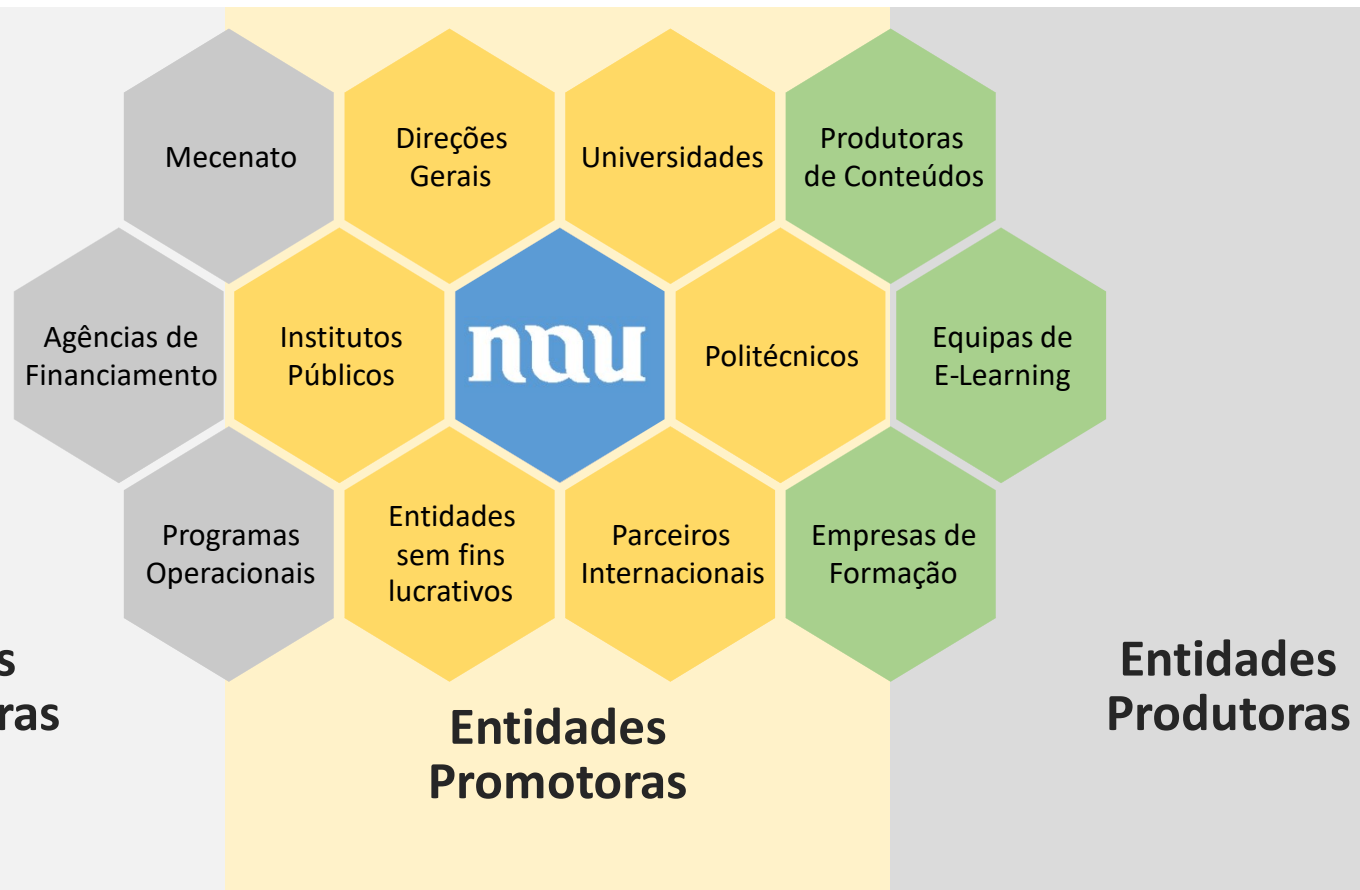 Mecenato
Direções
Gerais
Universidades
Produtoras
de Conteúdos
Agências de
Financiamento
Institutos
Públicos
nau
Politécnicos
Equipas de
E-Learning
Programas
Operacionais
Entidades
sem fins
lucrativos
Parceiros
Internacionais
Empresas de
Formação
s
ras
Entidades
Promotoras
Entidades
Produtoras